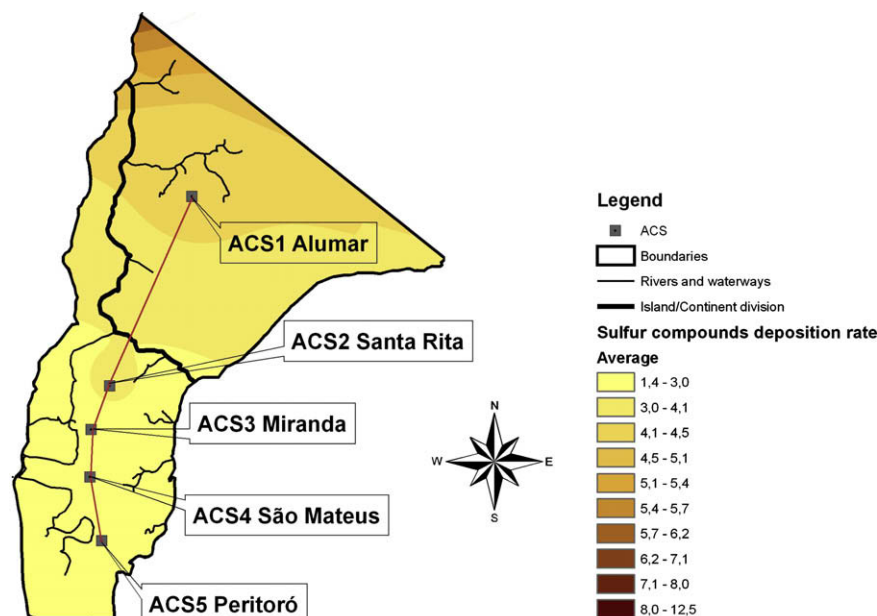 ACS1 Alumar
ACS2 Santa Rita
ACS3 Miranda
ACS4 São Mateus
ACS5 Peritoró
N
W
E
S
Legend
ACS
Boundaries
Rivers and waterways
Island/Continent division
Sulfur compounds deposition rate
Average
1,4 - 3,0
3,0 - 4,1
4,1 - 4,5
4,5 - 5,1
5,1 - 5,4
5,4 - 5,7
5,7 - 6,2
6,2 - 7,1
7,1 - 8,0
8,0 - 12,5